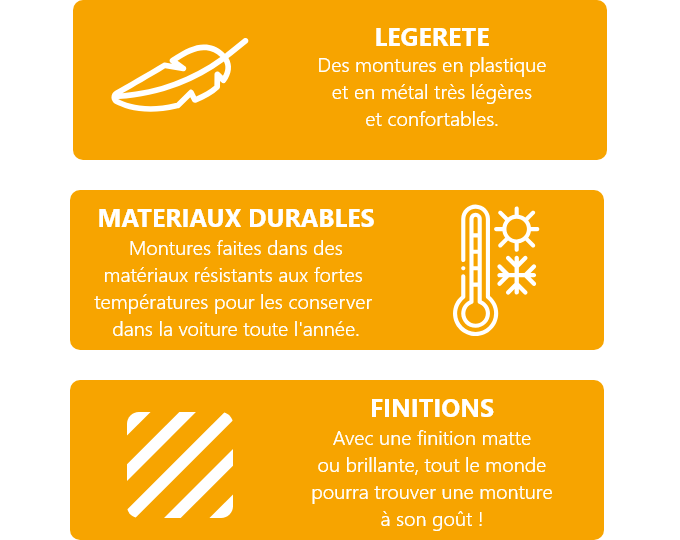 LEGERETE
Des montures en plastique
et en métal très légères
et confortables.
MATERIAUX DURABLES
Montures faites dans des
matériaux résistants aux fortes
températures pour les conserver
dans la voiture toute l'année.
FINITIONS
Avec une finition matte
ou brillante, tout le monde
pourra trouver une monture
à son goût !